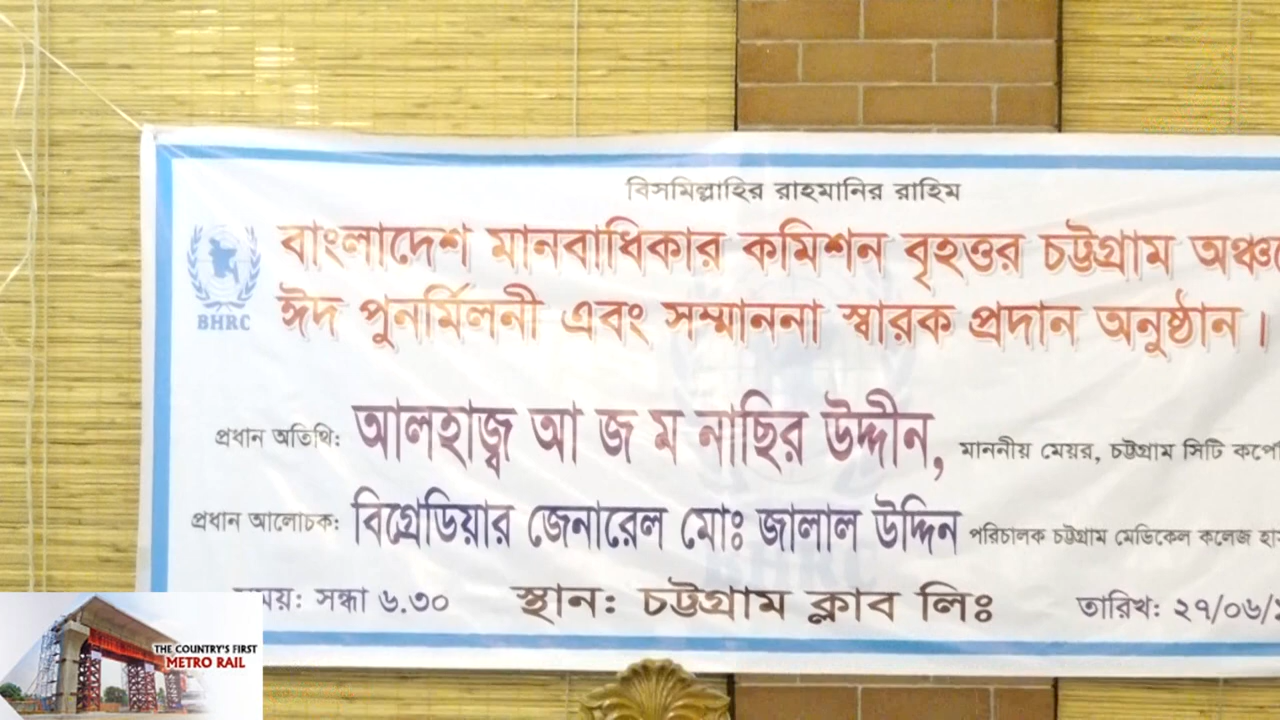 বিসমিল্লাহির রাহমানির রাহিম
বাংলাদেশ মানবাধিকার কমিশন বৃহত্তর চট্টগ্রাম
ঈদ পুনর্মিলনী এবং সম্মাননা স্বারক প্রদান অনুষ্ঠান ।
BHRC
প্রধান অতিথি: আলহাজ্ব আ জ ম নাছির উদ্দীন, মাননীয় মেয়র, চট্টগ্রাম সিটি
প্রধান আলোচক: বিগ্রেডিয়ার জেনারেল মোঃ জালাল উদ্দিন পরিচালক চট্টগ্রাম মেডিকেল কলেজ
সন্ধা ৬.৩০ স্থান: চট্টগ্রাম ক্লাব লিঃ তারিখ: ২৭/০৬/
THE COUNTRY'S FIRST
METRO RAIL